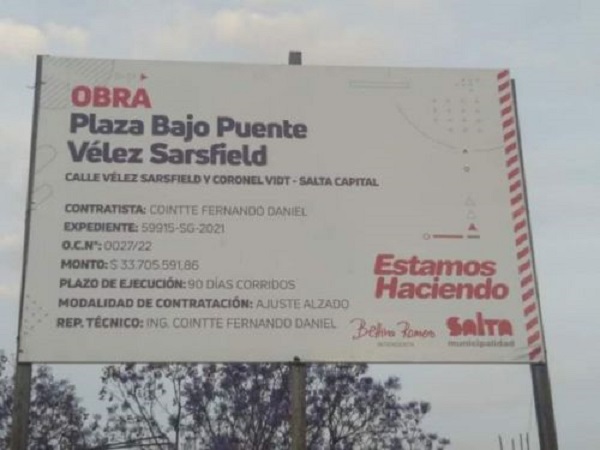 OBRA
Plaza Bajo Puente
Vélez Sarsfield
CALLE VÉLEZ SARSFIELD Y CORONEL VIDT - SALTA CAPITAL
CONTRATISTA: COINTTE FERNANDO DANIEL
EXPEDIENTE: 59915-SG-2021
O.C.N°: 0027/22
MONTO: $ 33.705.591,86
PLAZO DE EJECUCIÓN: 90 DÍAS CORRIDOS
MODALIDAD DE CONTRATACIÓN: AJUSTE ALZADO
REP. TÉCNICO: ING. COINTTE FERNANDO DANIEL
Estamos
Haciendo
Bettina Romero
INTENDENTA
SALTA
municipalidad